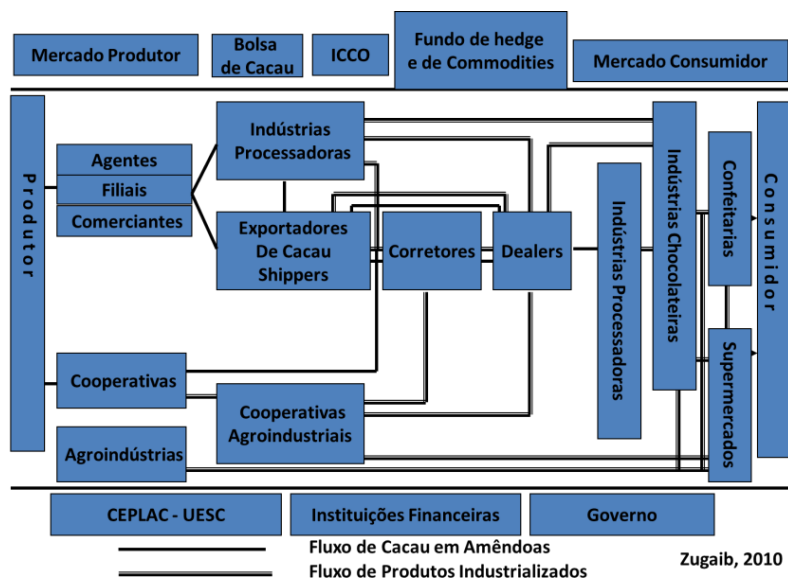 Mercado Produtor
Bolsa
de Cacau
ICCO
Fundo de hedge
e de Commodities
Mercado Consumidor
Produtor
Agentes
Filiais
Comerciantes
Indústrias
Processadoras
Exportadores
De Cacau
Shippers
Corretores
Dealers
Indústrias Processadoras
Indústrias Chocolateiras
Confeitarias
Supermercados
Consumidor
Cooperativas
Cooperativas
Agroindustriais
Agroindústrias
CEPLAC - UESC
Instituições Financeiras
Governo
Fluxo de Cacau em Amêndoas
Fluxo de Produtos Industrializados
Zugaib, 2010